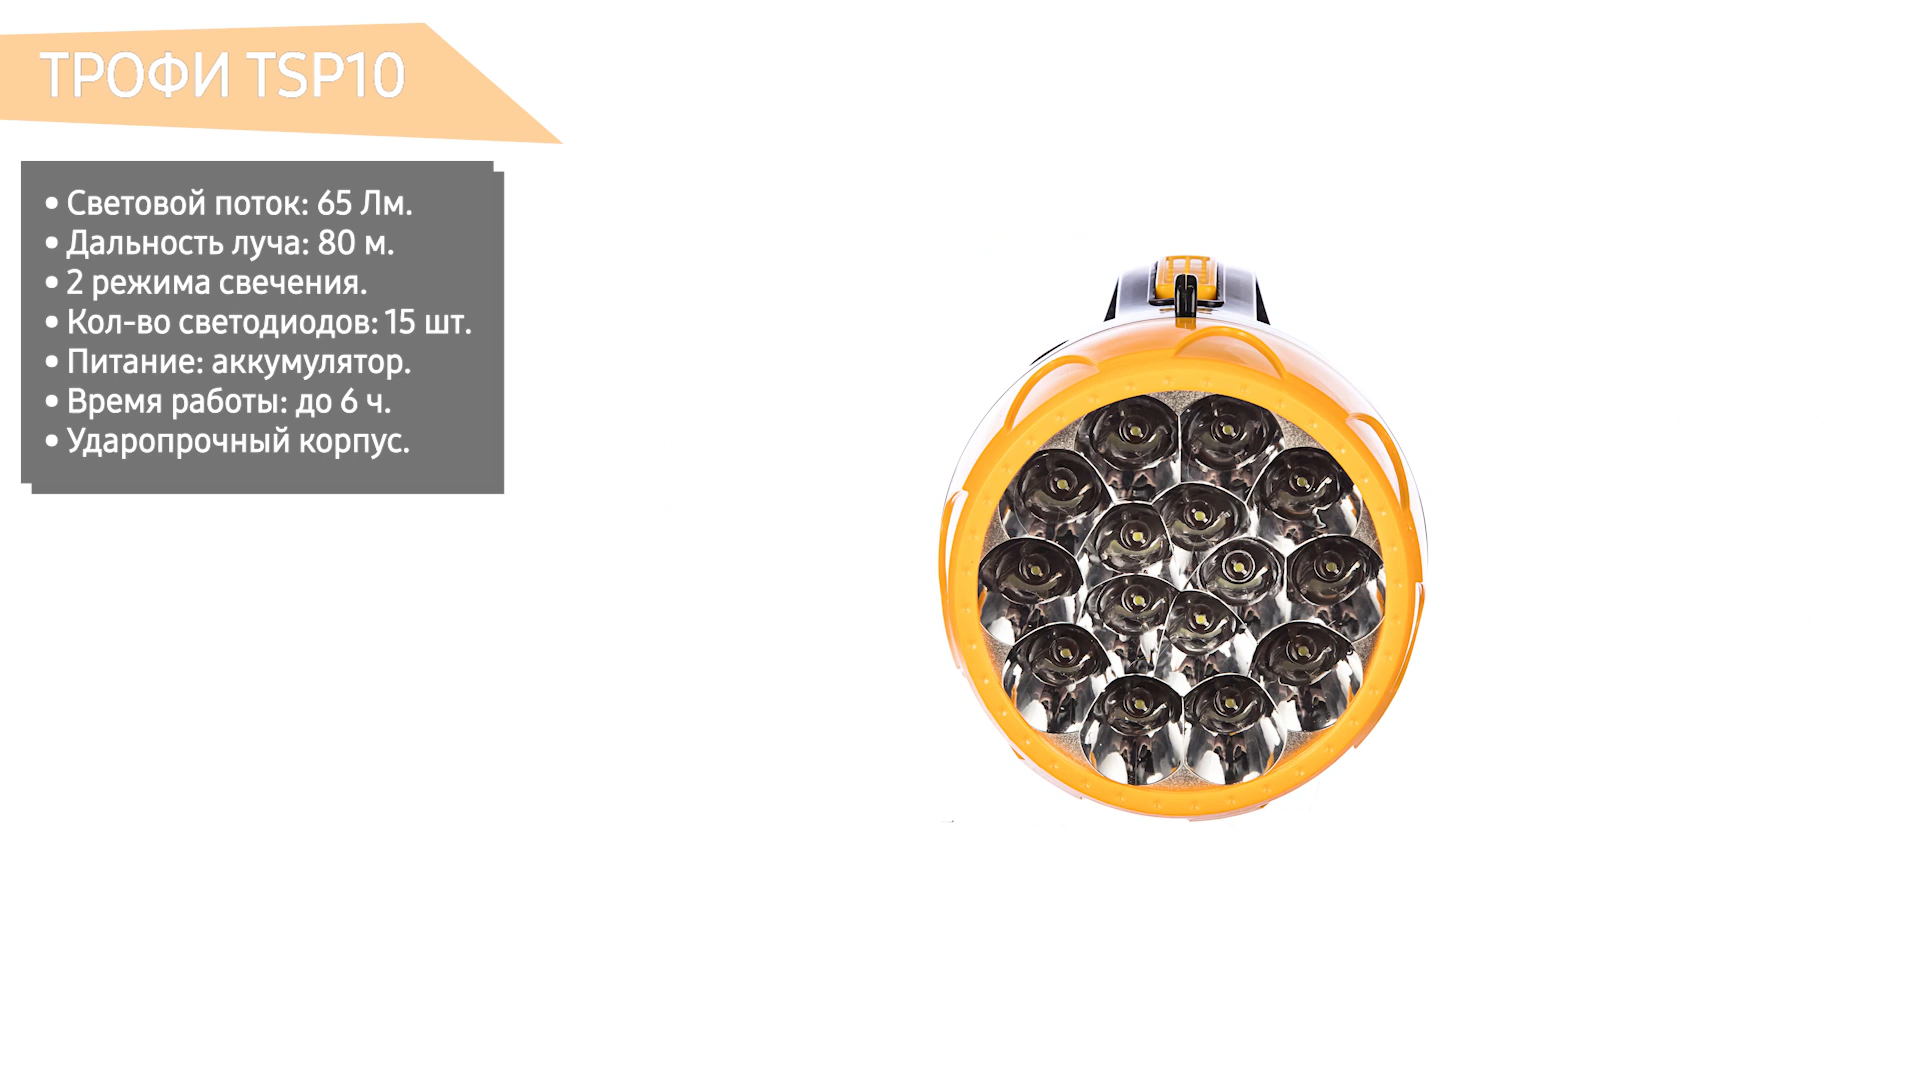 ТРОФИ TSP10
• Световой поток: 65 Лм.
• Дальность луча: 80 м.
• 2 режима свечения.
• Кол-во светодиодов: 15 шт.
• Питание: аккумулятор.
• Время работы: до 6 ч.
• Ударопрочный корпус.